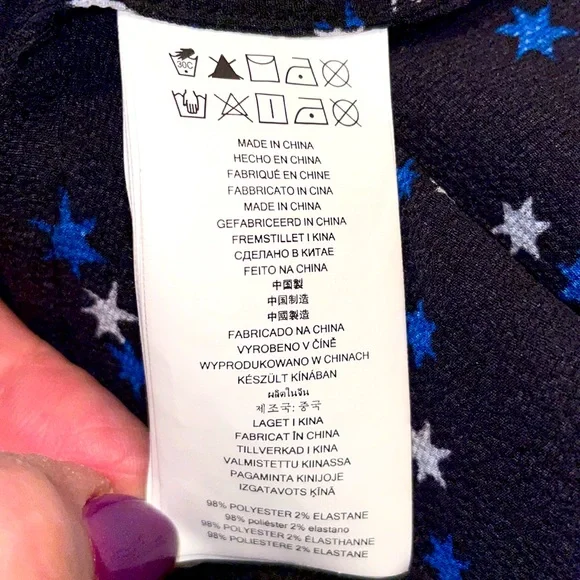 30C
MADE IN CHINA
HECHO EN CHINA
FABRIQUÉ EN CHINE
FABBRICATO IN CINA
MADE IN CHINA
GEFABRICEERD IN CHINA
FREMSTILLET I KINA
СДЕЛАНО В КИТАЕ
FEITO NA CHINA
中国製
中国制造
中國製造
FABRICADO NA CHINA
VYROBENO V ČÍNĚ
WYPRODUKOWANO W CHINACH
KÉSZÜLT KÍNÁBAN
ผลิตในจีน
제조국: 중국
LAGET I KINA
FABRICAT ÎN CHINA
TILLVERKAD I KINA
VALMISTETTU KIINASSA
PAGAMINTA KINIJOJE
IZGATAVOTS ĶĪNĀ
98% POLYESTER 2% ELASTANE
98% poliéster 2% elastano
98% POLYESTER 2% ÉLASTHANNE
98% POLIESTERE 2% ELASTANE